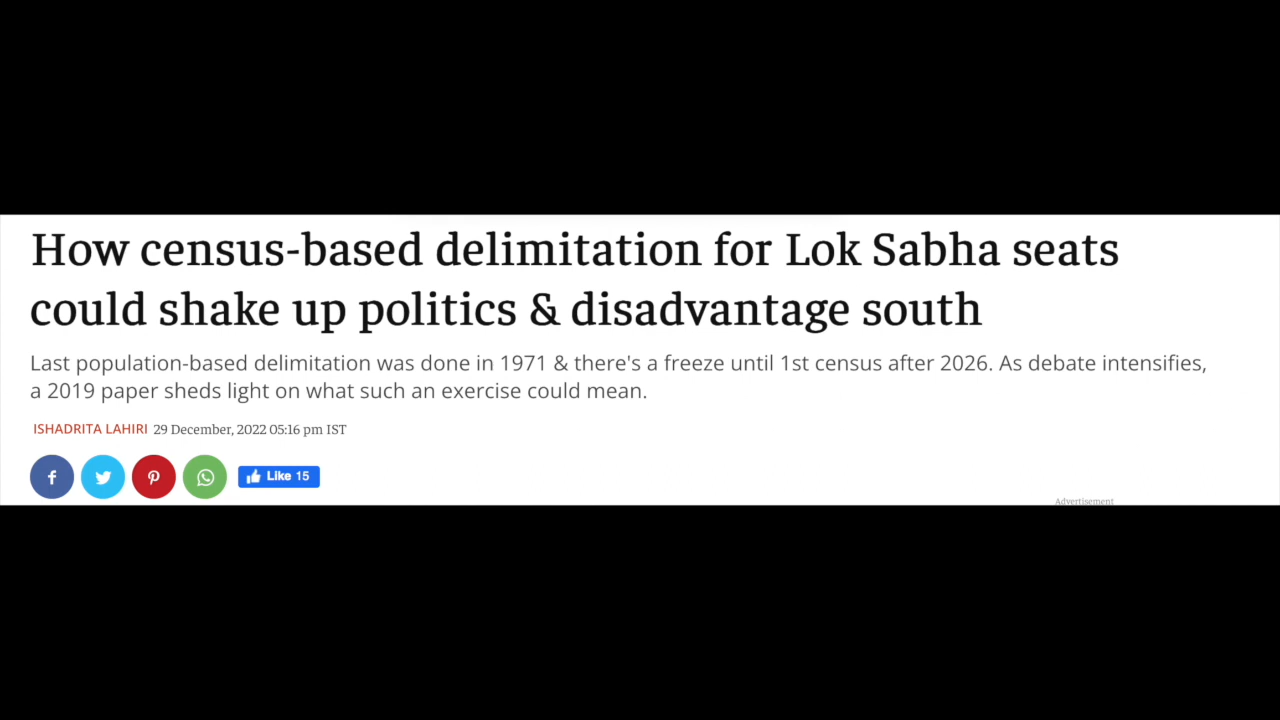 How census-based delimitation for Lok Sabha seats
could shake up politics & disadvantage south
Last population-based delimitation was done in 1971 & there's a freeze until 1st census after 2026. As debate intensifies,
a 2019 paper sheds light on what such an exercise could mean.
ISHADRITA LAHIRI 29 December, 2022 05:16 pm IST
Like 15
Advertisement